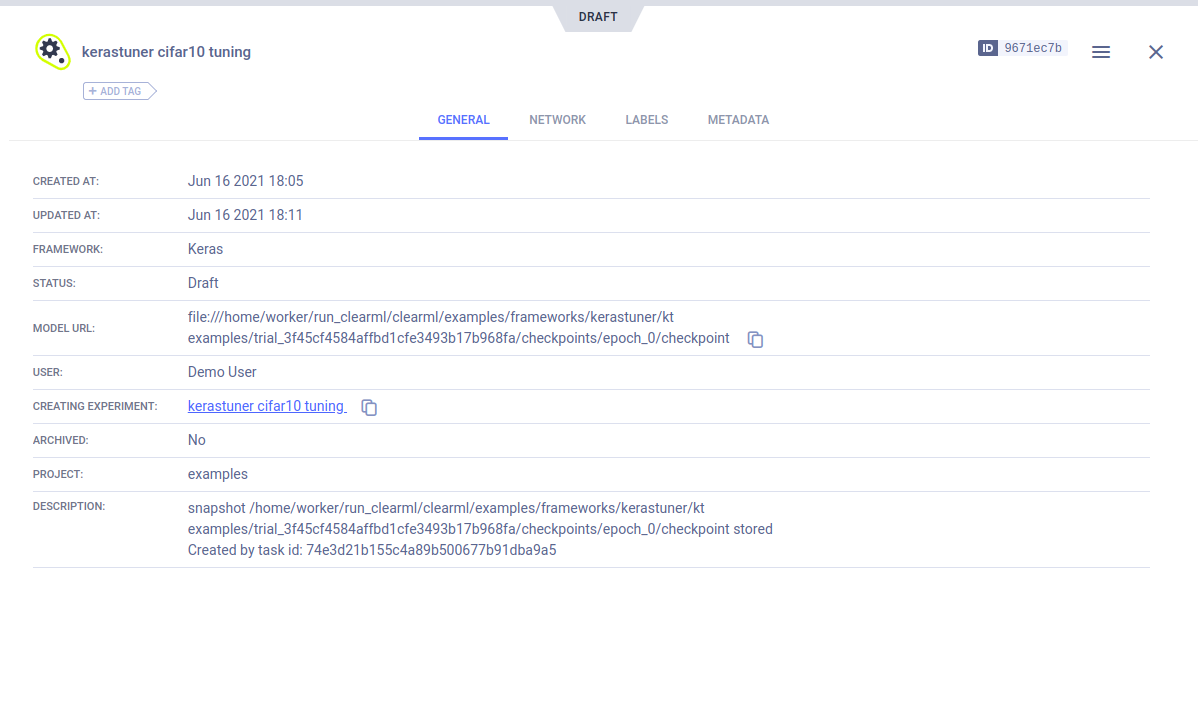 DRAFT
kerastuner cifar10 tuning
ID 9671ec7b
+ ADD TAG
GENERAL NETWORK LABELS METADATA
CREATED AT: Jun 16 2021 18:05
UPDATED AT: Jun 16 2021 18:11
FRAMEWORK: Keras
STATUS: Draft
MODEL URL: file:///home/worker/run_clearml/clearml/examples/frameworks/kerastuner/kt
examples/trial_3f45cf4584affbd1cfe3493b17b968fa/checkpoints/epoch_0/checkpoint
USER: Demo User
CREATING EXPERIMENT: kerastuner cifar10 tuning
ARCHIVED: No
PROJECT: examples
DESCRIPTION: snapshot /home/worker/run_clearml/clearml/examples/frameworks/kerastuner/kt
examples/trial_3f45cf4584affbd1cfe3493b17b968fa/checkpoints/epoch_0/checkpoint stored
Created by task id: 74e3d21b155c4a89b500677b91dba9a5